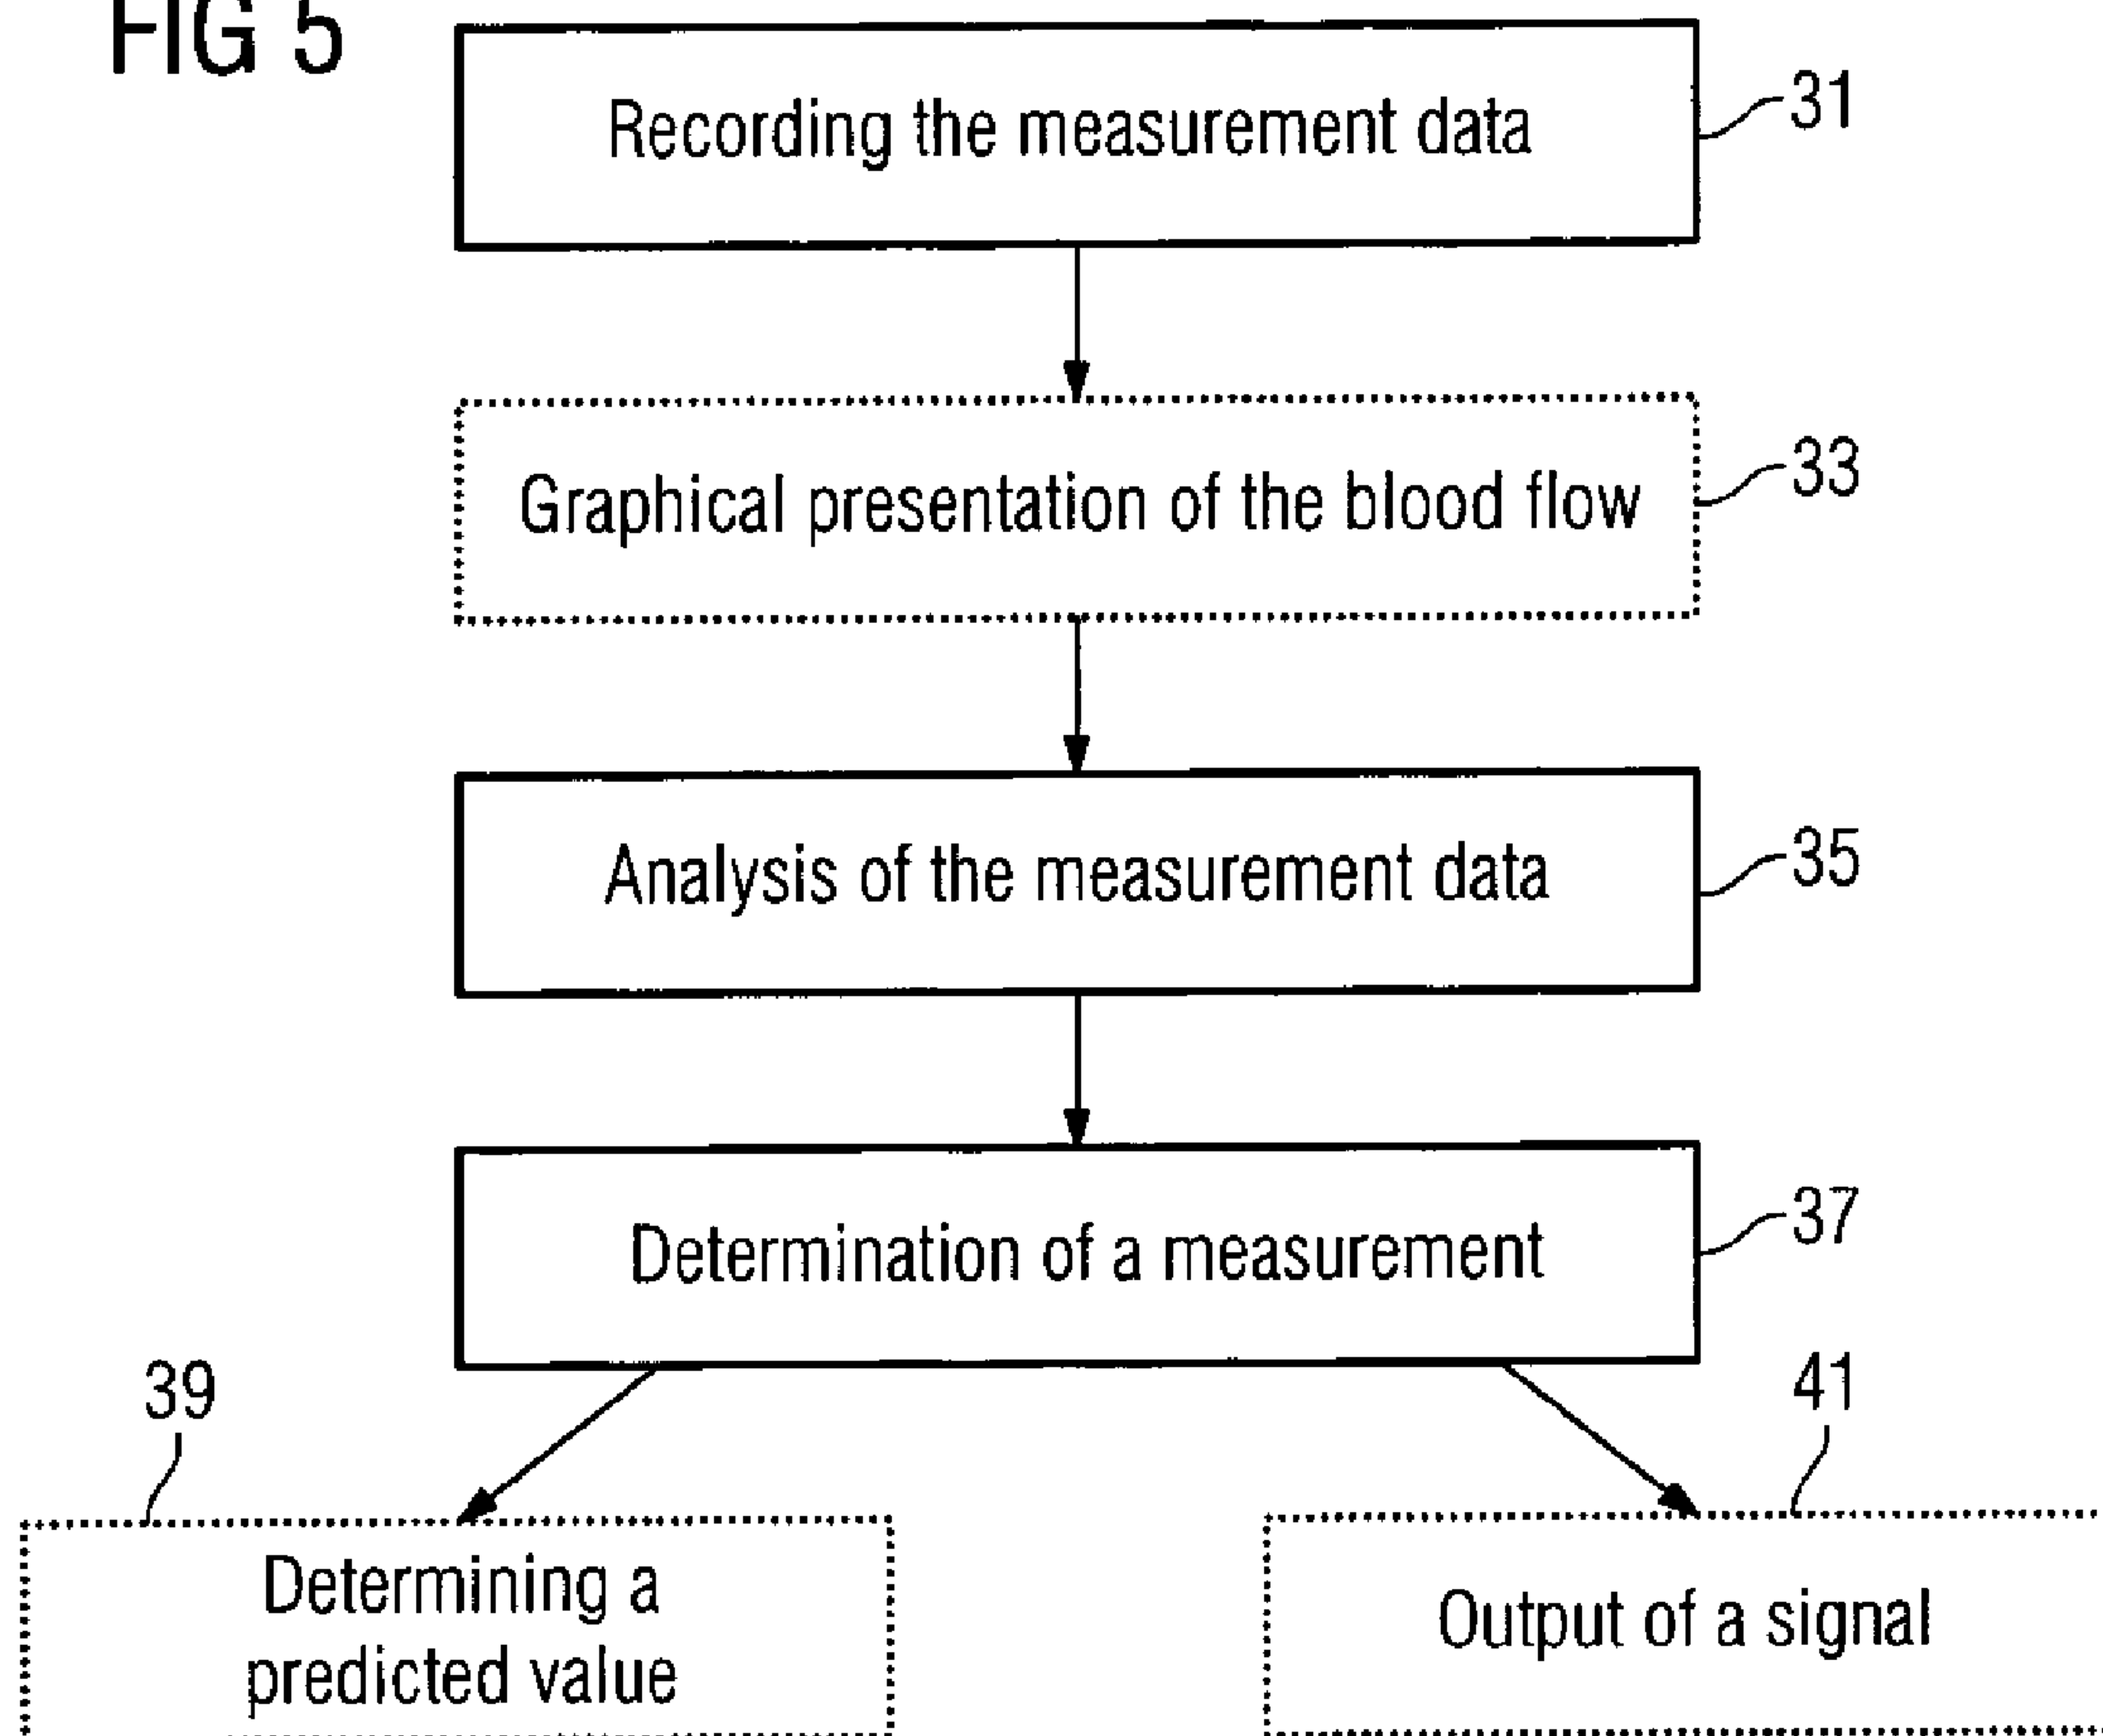 FIG 5
Recording the measurement data
31
Graphical presentation of the blood flow
33
Analysis of the measurement data
35
Determination of a measurement
37
39
41
Determining a
predicted value
Output of a signal